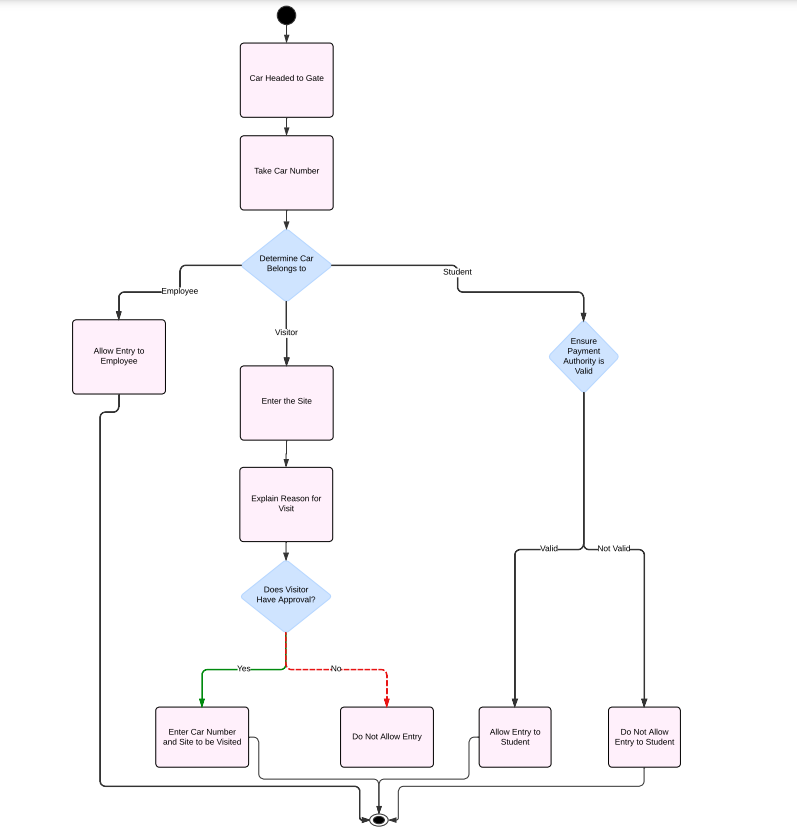 Car Headed to Gate
Take Car Number
Determine Car
Belongs to
Student
Employee
Visitor
Allow Entry to
Employee
Ensure
Payment
Authority is
Valid
Enter the Site
Explain Reason for
Visit
Valid
Not Valid
Does Visitor
Have Approval?
Yes
No
Enter Car Number
and Site to be Visited
Do Not Allow Entry
Allow Entry to
Student
Do Not Allow
Entry to Student